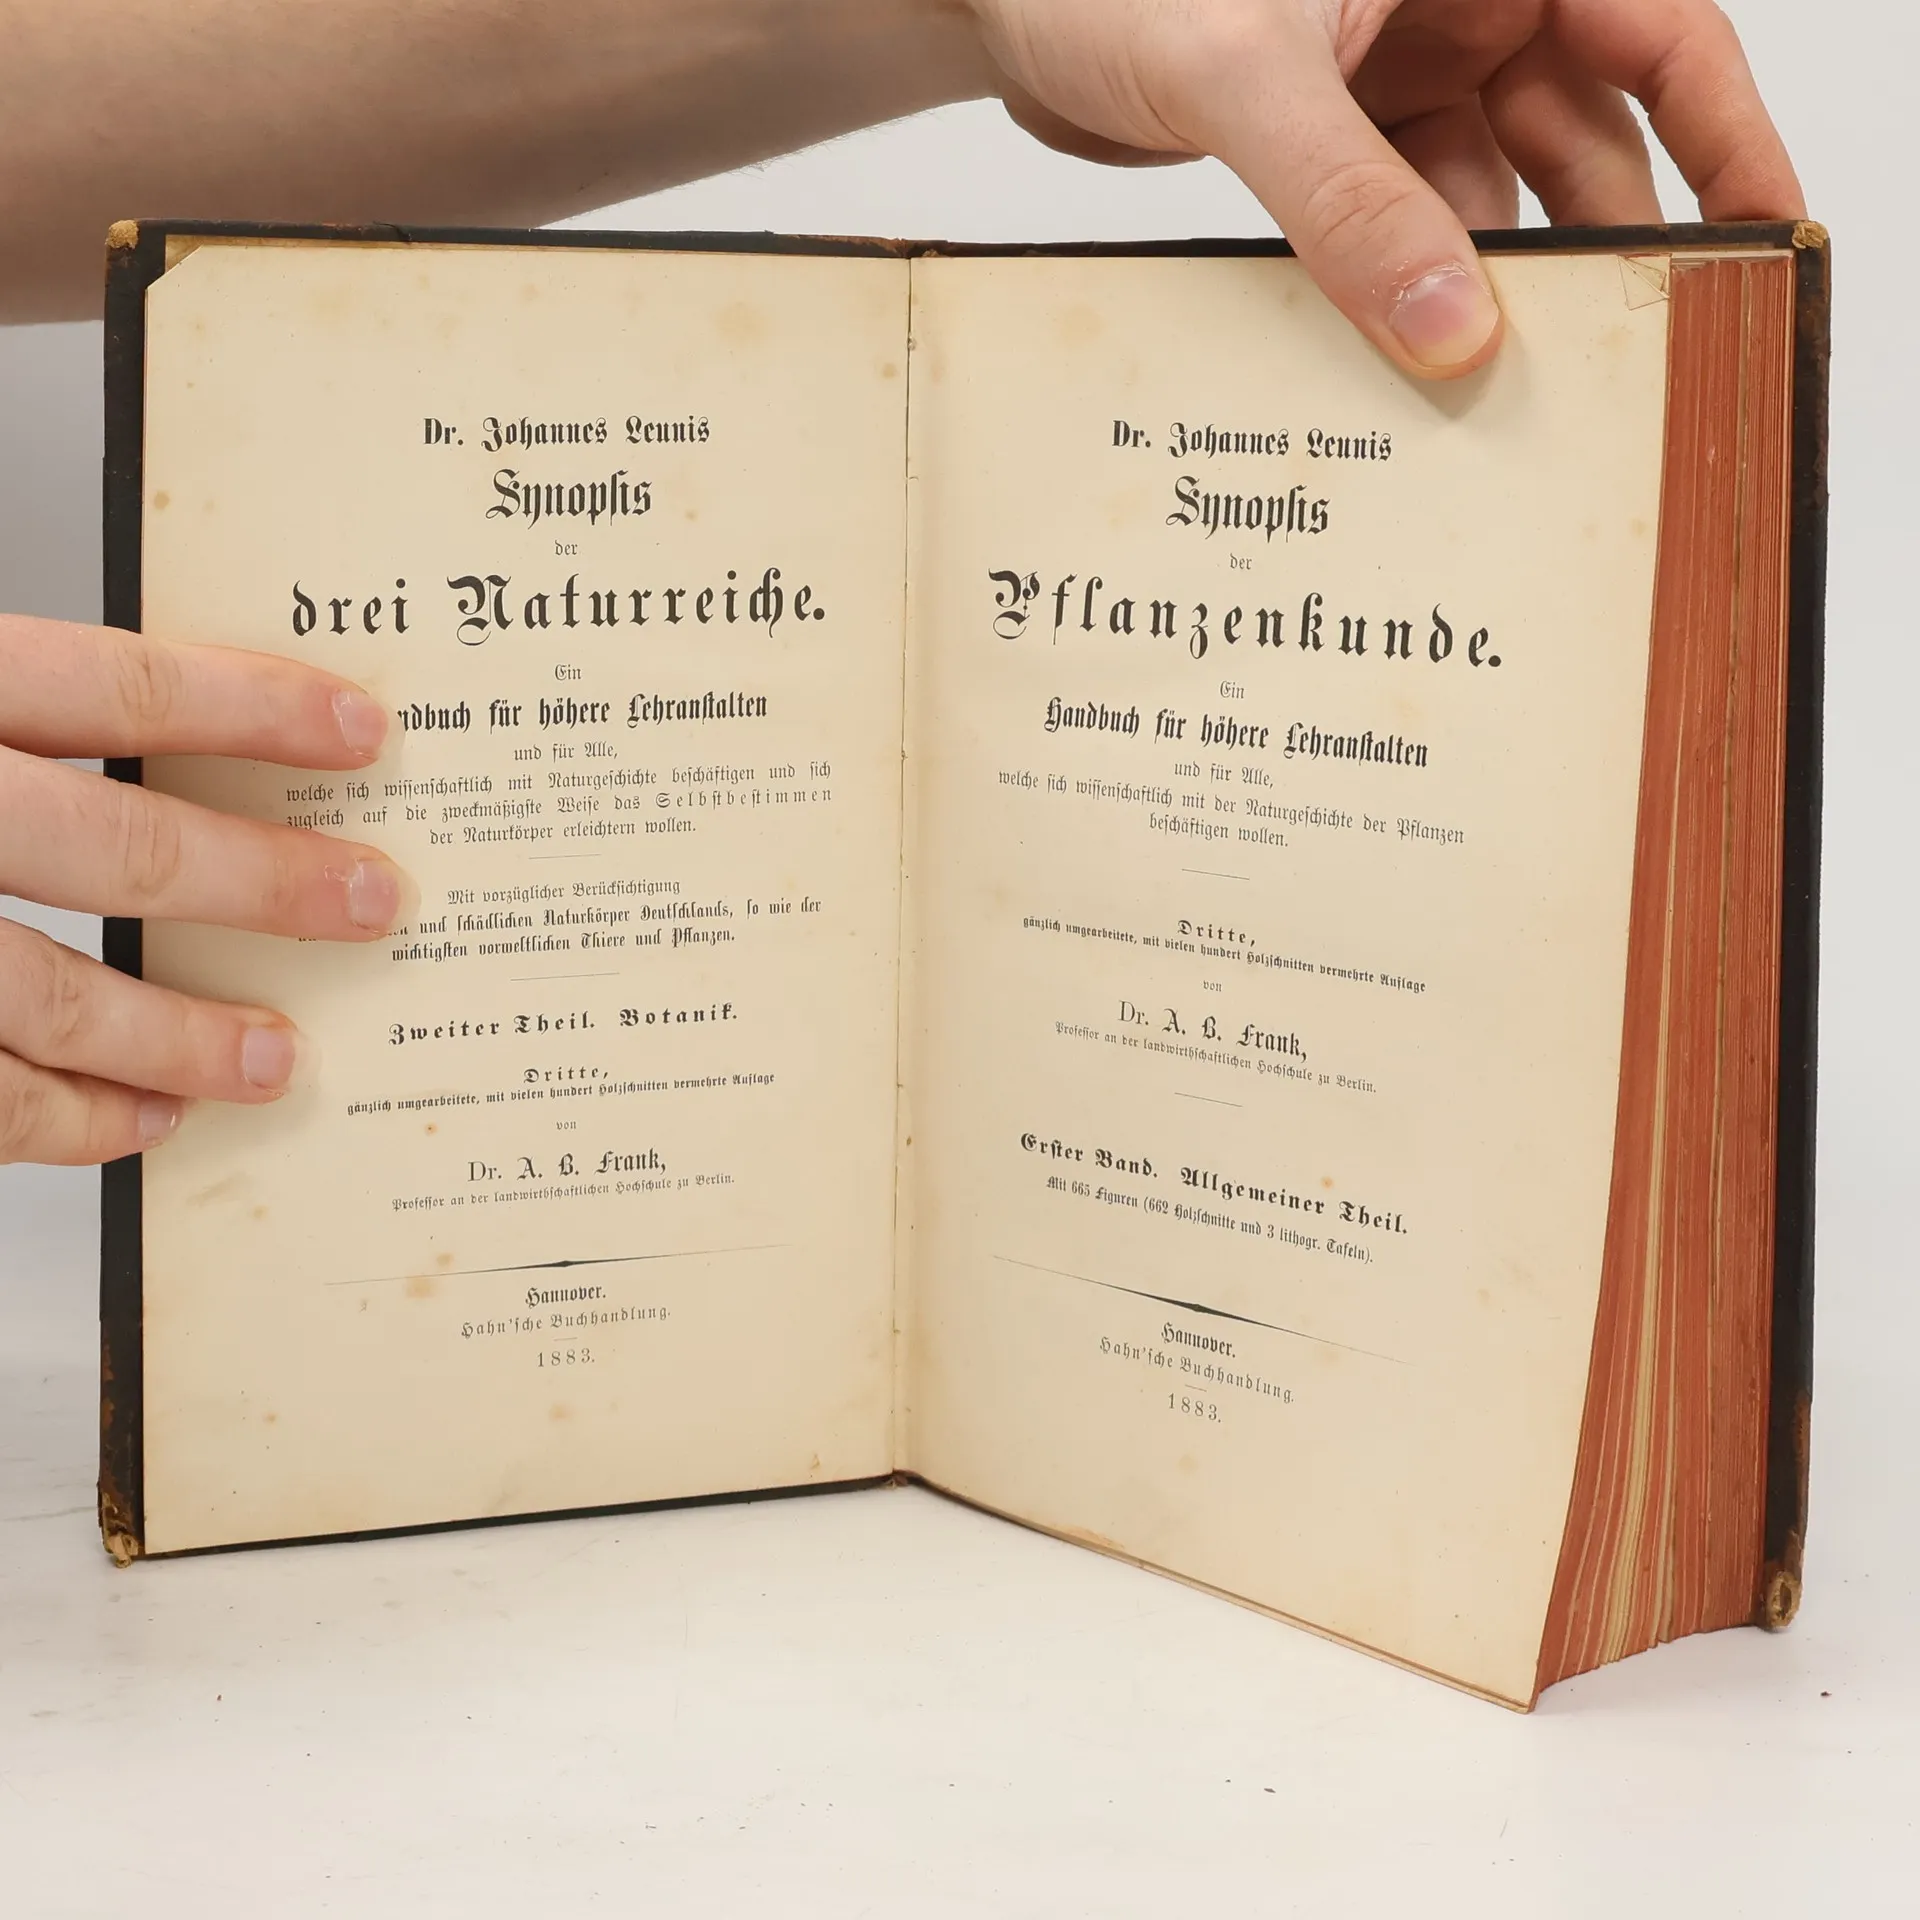 Dr. Johannes Leunis
Synopsis
der
drei Naturreiche.
Ein
für höhere Lehranstalten
und für Alle,
welche sich wissenschaftlich mit Naturgeschichte beschäftigen und sich
zugleich auf die zweckmäßigste Weise das Selbstbestimmen
der Naturkörper erleichtern wollen.
Mit vorzüglicher Berücksichtigung
und schädlichen Naturkörper Deutschlands, so wie der
wichtigsten vorweltlichen Thiere und Pflanzen.
Zweiter Theil. Botanik.
Dritte,
gänzlich umgearbeitete, mit vielen hundert Holzschnitten vermehrte Auflage
von
Dr. A. B. Frank,
Professor an der landwirthschaftlichen Hochschule zu Berlin.
Hannover.
Hahn'sche Buchhandlung.
1883.
Dr. Johannes Leunis
Synopsis
der
Pflanzenkunde.
Ein
Handbuch für höhere Lehranstalten
und für Alle,
welche sich wissenschaftlich mit der Naturgeschichte der Pflanzen
beschäftigen wollen.
Dritte,
gänzlich umgearbeitete, mit vielen hundert Holzschnitten vermehrte Auflage
von
Dr. A. B. Frank,
Professor an der landwirthschaftlichen Hochschule zu Berlin.
Erster Band. Allgemeiner Theil.
Mit 665 Figuren (662 Holzschnitte und 3 lithogr. Tafeln).
Hannover.
Hahn'sche Buchhandlung.
1883.